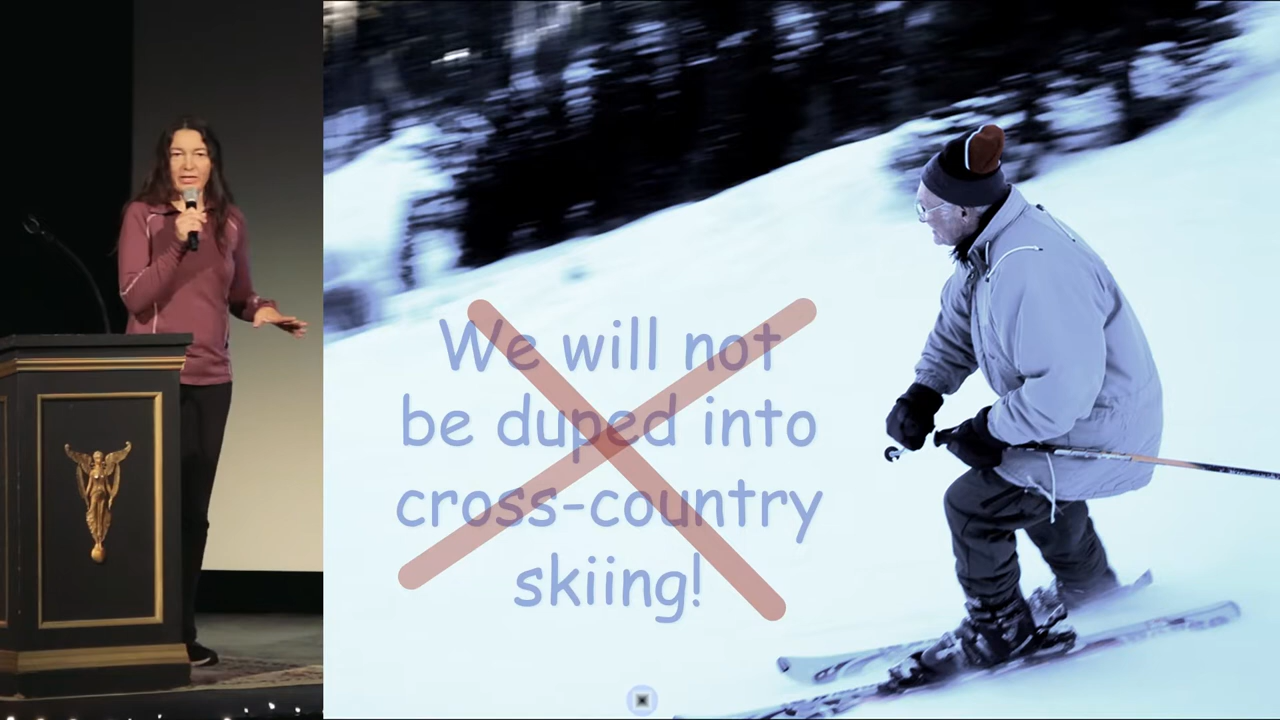 We will not
be duped into
cross-country
skiing!